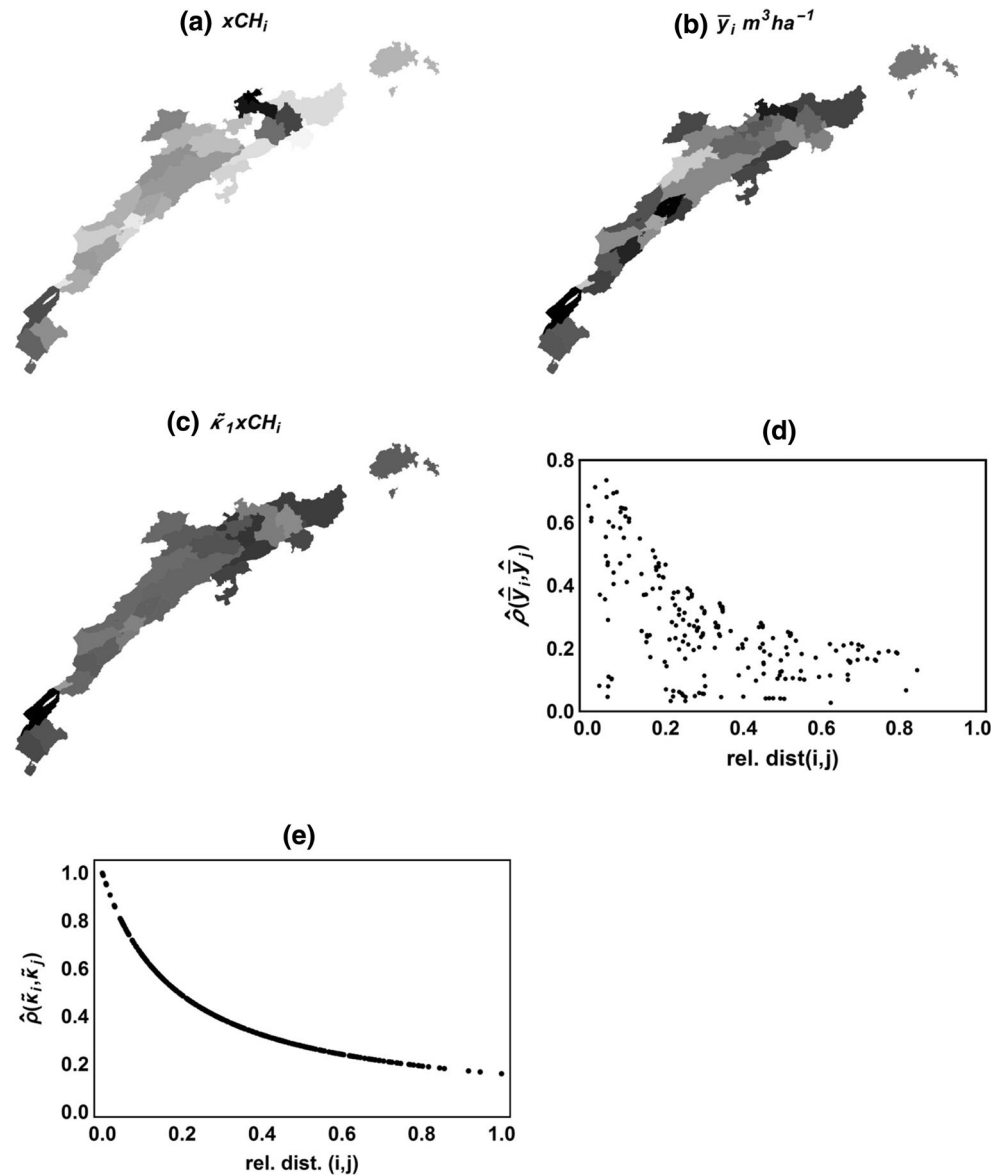 (a) xCHᵢ
(b) ȳᵢ m³ha⁻¹
(c) κ̃₁xCHᵢ
(d)
0.8
0.6
0.4
0.2
0.0
ρ̂(ŷ̄ᵢ,ŷ̄ⱼ)
0.0 0.2 0.4 0.6 0.8 1.0
rel. dist(i,j)
(e)
1.0
0.8
0.6
0.4
0.2
0.0
ρ̂(κ̃ᵢ,κ̃ⱼ)
0.0 0.2 0.4 0.6 0.8 1.0
rel. dist. (i,j)